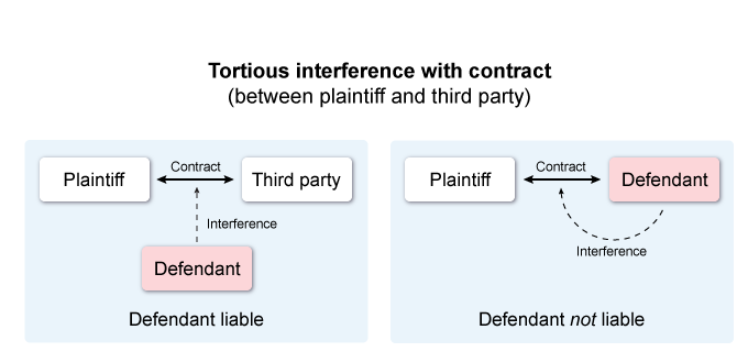 Tortious interference with contract
(between plaintiff and third party)
Plaintiff
Contract
Third party
Interference
Defendant
Defendant liable
Plaintiff
Contract
Defendant
Interference
Defendant not liable